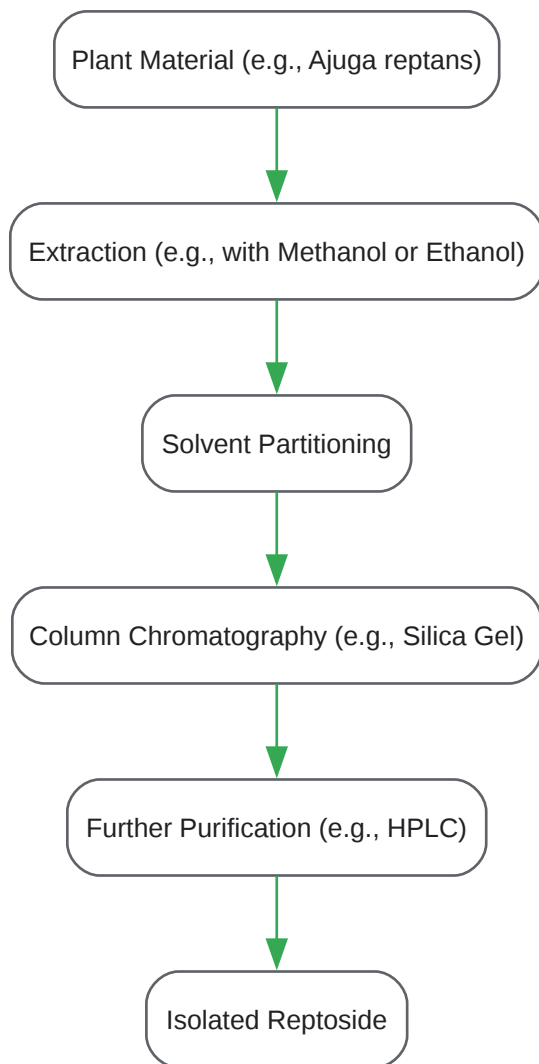 Plant Material (e.g., Ajuga reptans)
Extraction (e.g., with Methanol or Ethanol)
Solvent Partitioning
Column Chromatography (e.g., Silica Gel)
Further Purification (e.g., HPLC)
Isolated Reptoside